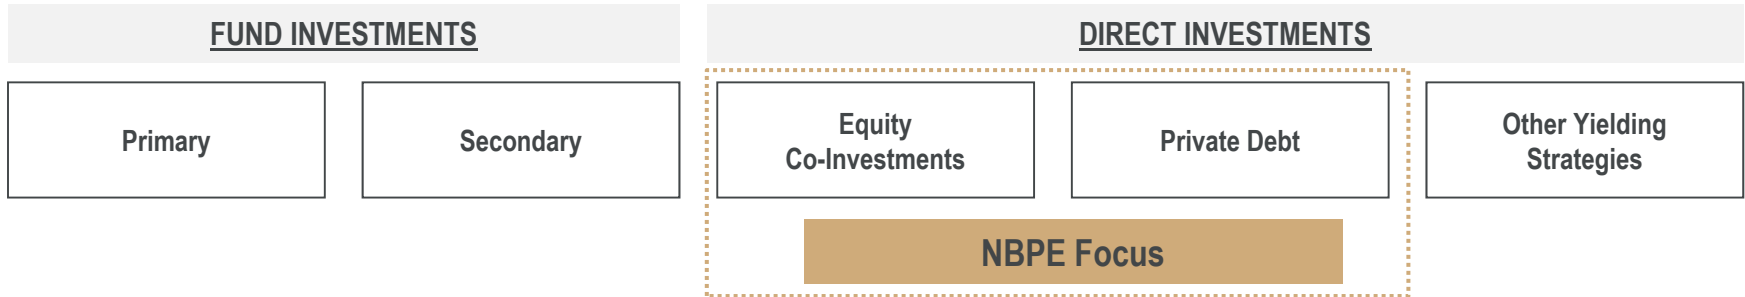 FUND INVESTMENTS
DIRECT INVESTMENTS
Primary
Secondary
Equity
Co-Investments
Private Debt
Other Yielding
Strategies
NBPE Focus